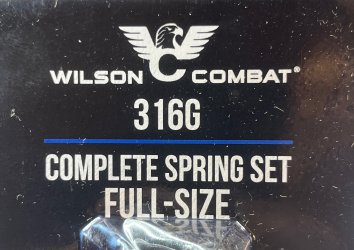 WILSON COMBAT®
316G
COMPLETE SPRING SET
FULL-SIZE